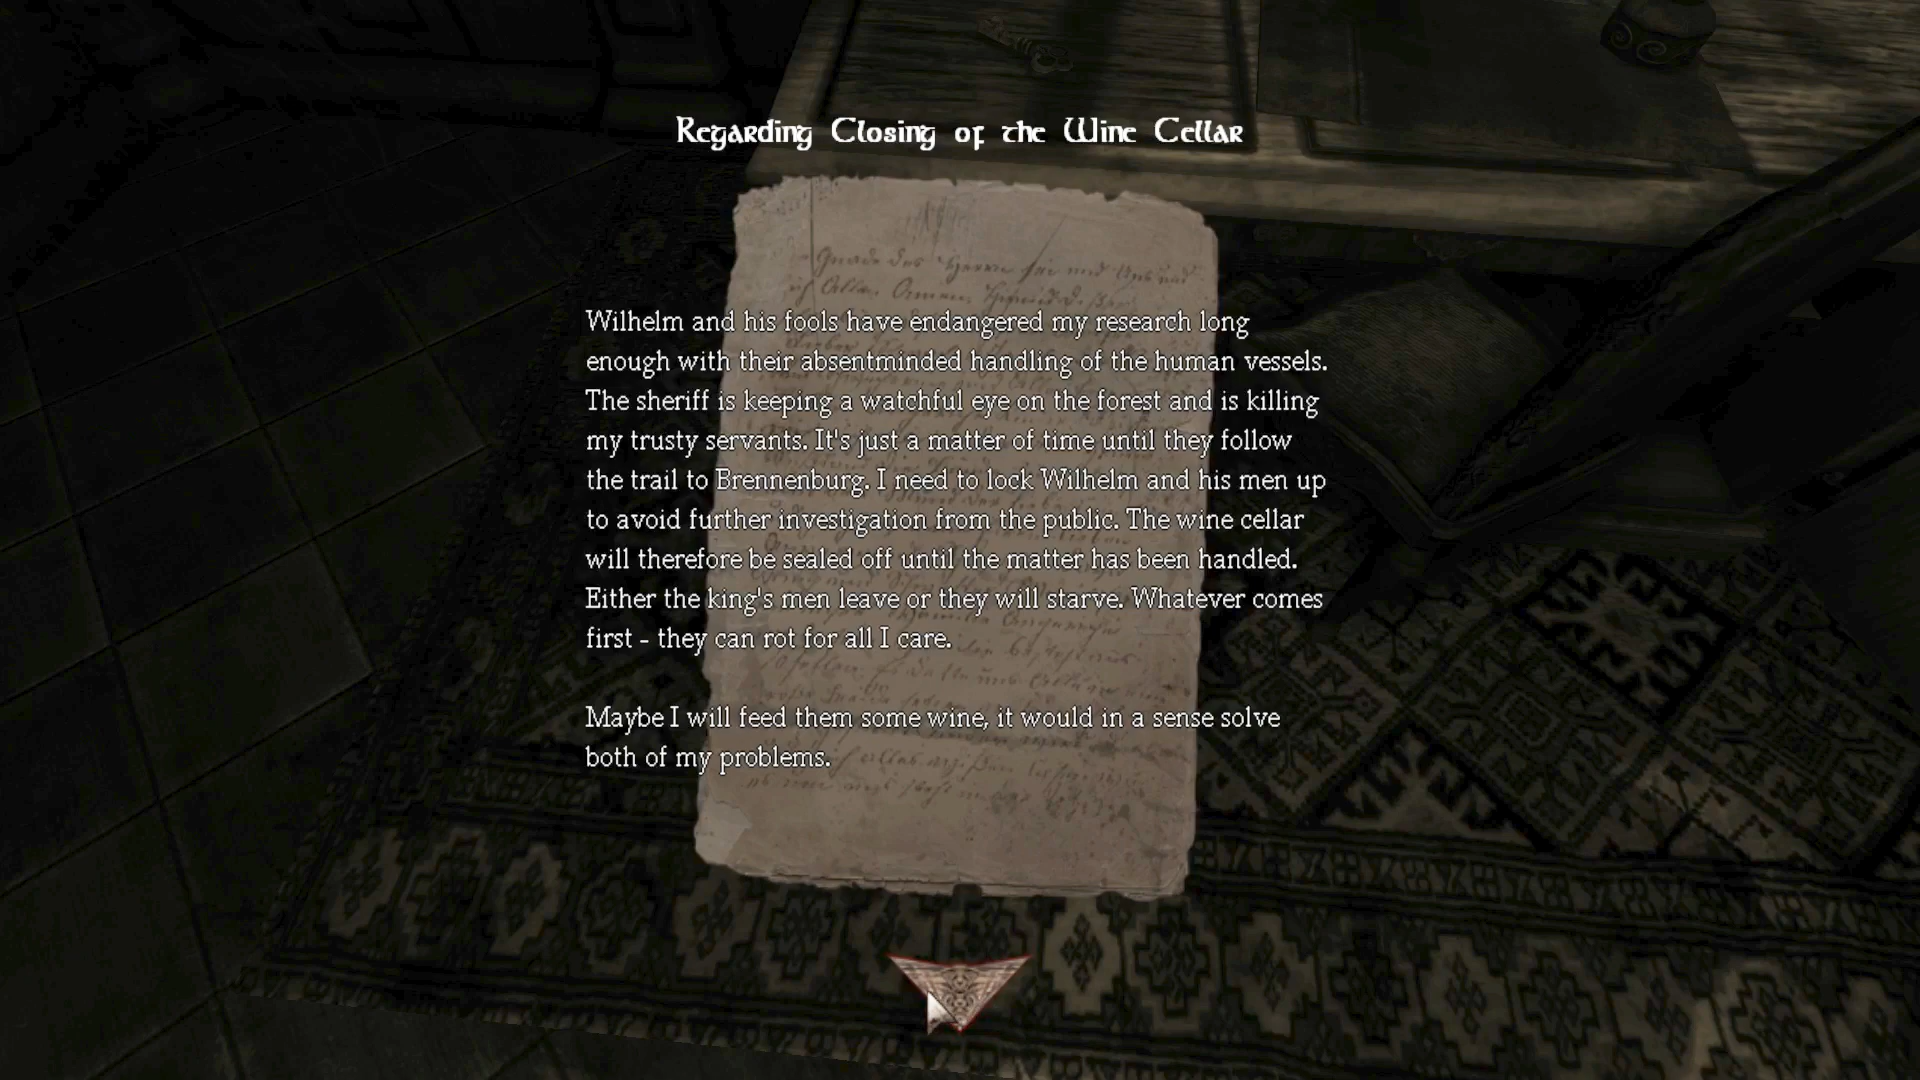 Regarding Closing of the Wine Cellar
Wilhelm and his fools have endangered my research long
enough with their absentminded handling of the human vessels.
The sheriff is keeping a watchful eye on the forest and is killing
my trusty servants. It's just a matter of time until they follow
the trail to Brennenburg. I need to lock Wilhelm and his men up
to avoid further investigation from the public. The wine cellar
will therefore be sealed off until the matter has been handled.
Either the king's men leave or they will starve. Whatever comes
first - they can rot for all I care.
Maybe I will feed them some wine, it would in a sense solve
both of my problems.